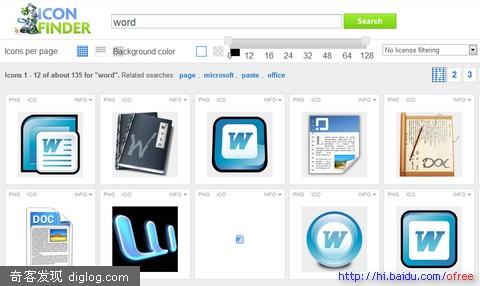 ICON
FINDER
word
Search
Icons per page
Background color
0 12 16 24 32 48 64 128
No license filtering
Icons 1 - 12 of about 135 for "word". Related searches: page , microsoft , paste , office
2 3
PNG ICO INFO PNG ICO INFO PNG ICO INFO PNG ICO INFO PNG ICO INFO
W W W DOC
PNG ICO INFO PNG ICO INFO PNG ICO INFO PNG ICO INFO PNG ICO INFO
DOC W W W
奇客发现 diglog.com
http://hi.baidu.com/ofree